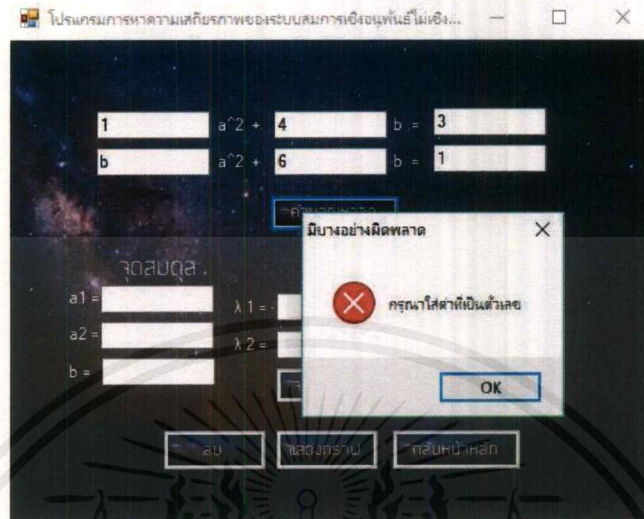 โปรแกรมการหาความเสถียรภาพของระบบสมการเชิงอนุพันธ์ไม่เชิง...
1 a^2 + 4 b = 3
b a^2 + 6 b = 1
มีบางอย่างผิดพลาด
จุดสมดุล
กรุณาใส่ค่าที่เป็นตัวเลข
a1 = λ 1 =
a2 = λ 2 =
b =
OK
ลบ แสดงกราฟ กลับหน้าหลัก